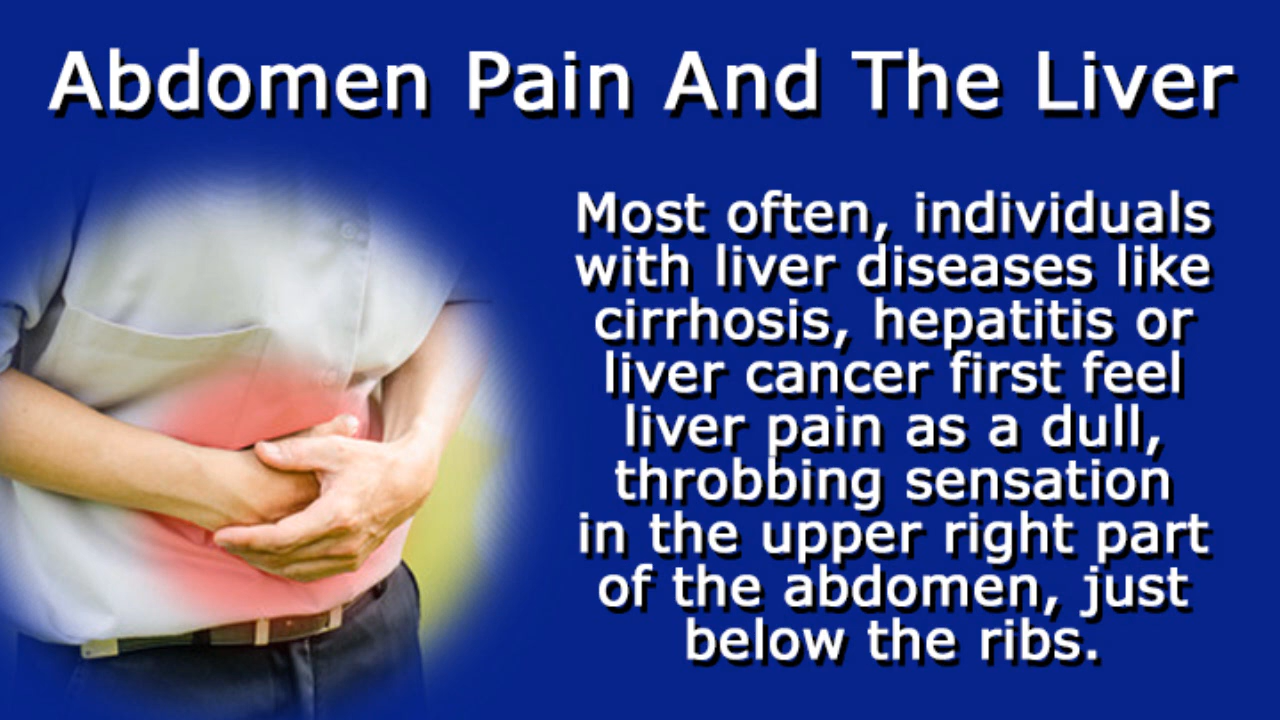 Abdomen Pain And The Liver
Most often, individuals
with liver diseases like
cirrhosis, hepatitis or
liver cancer first feel
liver pain as a dull,
throbbing sensation
in the upper right part
of the abdomen, just
below the ribs.